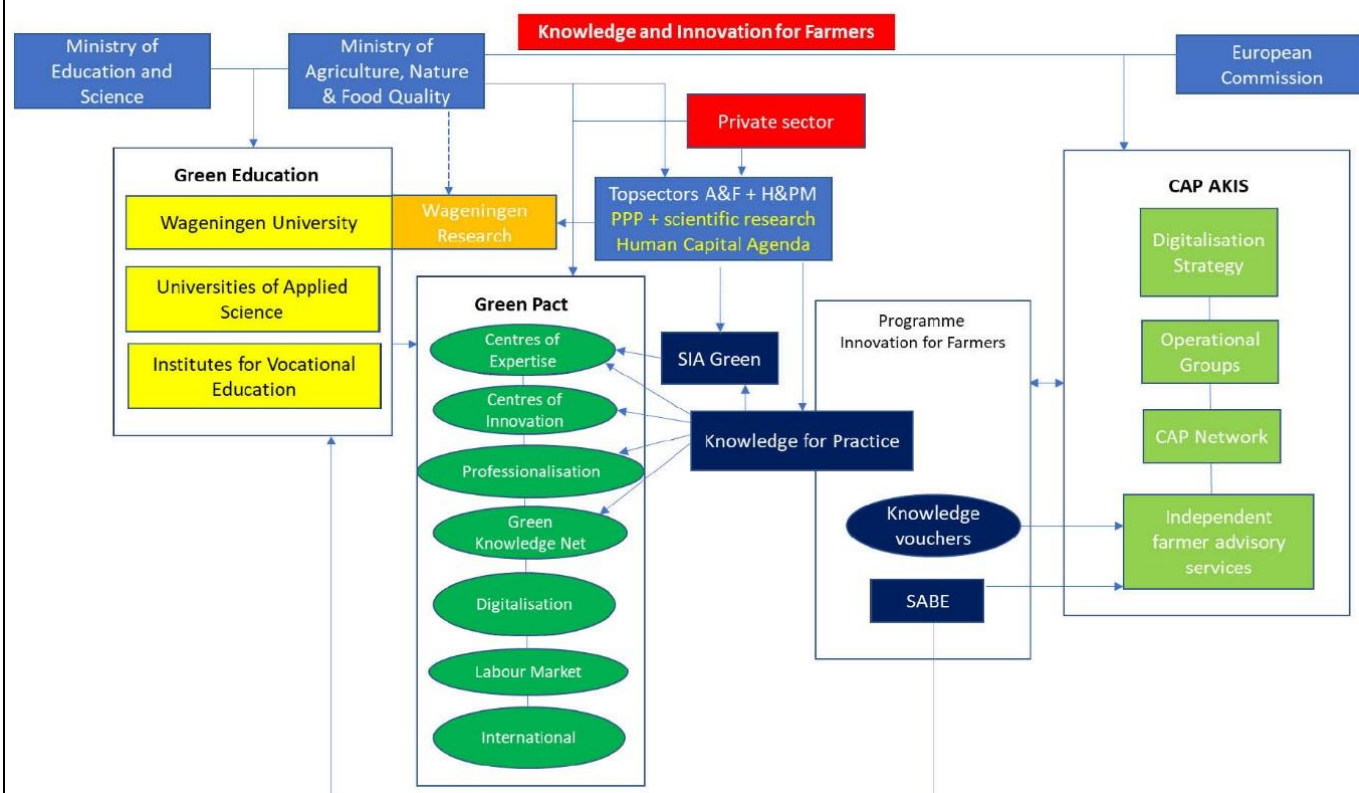 Knowledge and Innovation for Farmers
Ministry of
Education and
Science
Ministry of
Agriculture, Nature
& Food Quality
European
Commission
Private sector
Green Education
Wageningen University
Wageningen
Research
Universities of Applied
Science
Institutes for Vocational
Education
Topsectors A&F + H&PM
PPP + scientific research
Human Capital Agenda
Green Pact
Centres of
Expertise
Centres of
Innovation
Professionalisation
Green
Knowledge Net
Digitalisation
Labour Market
International
SIA Green
Knowledge for Practice
Programme
Innovation for Farmers
Knowledge
vouchers
SABE
CAP AKIS
Digitalisation
Strategy
Operational
Groups
CAP Network
Independent
farmer advisory
services